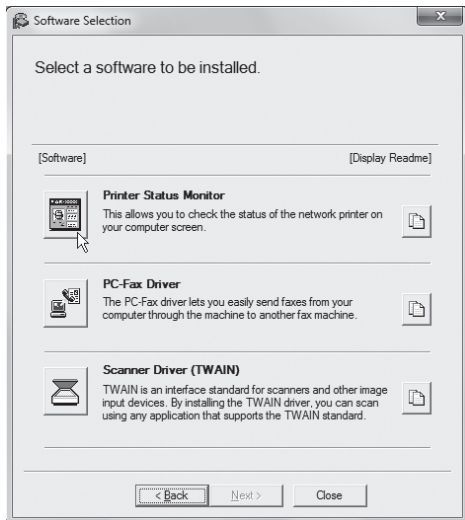 Software Selection
Select a software to be installed.
[Software] [Display Readme]
Printer Status Monitor
This allows you to check the status of the network printer on
your computer screen.
PC-Fax Driver
The PC-Fax driver lets you easily send faxes from your
computer through the machine to another fax machine.
Scanner Driver (TWAIN)
TWAIN is an interface standard for scanners and other image
input devices. By installing the TWAIN driver, you can scan
using any application that supports the TWAIN standard.
< Back Next > Close